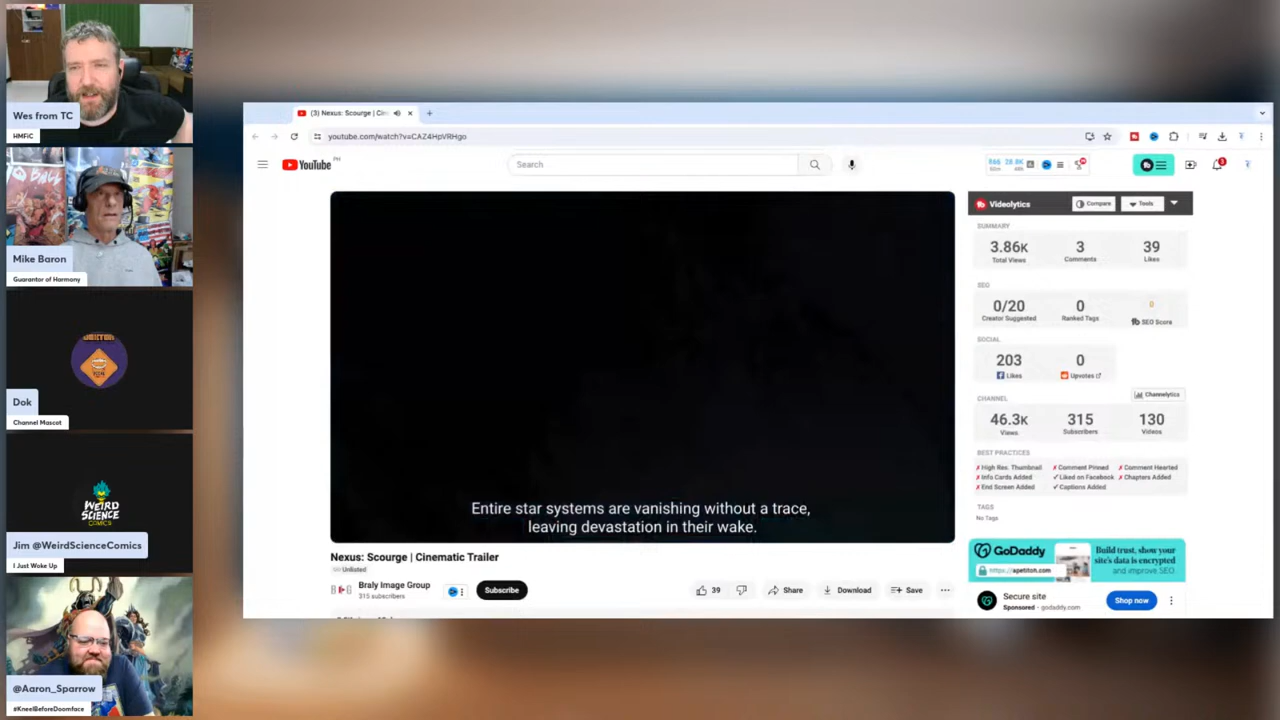 Wes from TC
HMFiC
Mike Baron
Guarantor of Harmony
Dok
Channel Mascot
WEIRD
SCIENCE
COMICS
Jim @WeirdScienceComics
I Just Woke Up
@Aaron_Sparrow
#KneelBeforeDoomface
(3) Nexus: Scourge | Cine
youtube.com/watch?v=CAZ4HpVRHgo
YouTube
Search
Entire star systems are vanishing without a trace,
leaving devastation in their wake.
Nexus: Scourge | Cinematic Trailer
Unlisted
Braly Image Group
315 subscribers
Subscribe
39
Share
Download
Save
Videolytics
Compare
Tools
SUMMARY
3.86K 3 39
Total Views Comments Likes
SEO
0/20 0 0
Creator Suggested Ranked Tags SEO Score
SOCIAL
203 0
Likes Upvotes
CHANNEL
Channelytics
46.3K 315 130
Views Subscribers Videos
BEST PRACTICES
✗ High Res. Thumbnail ✗ Comment Pinned ✗ Comment Hearted
✗ Info Cards Added ✓ Liked on Facebook ✗ Chapters Added
✗ End Screen Added ✓ Captions Added
TAGS
No Tags
GoDaddy
https://apetiton.com
Build trust, show your
site's data is encrypted
and improve SEO.
Secure site
Sponsored · godaddy.com
Shop now